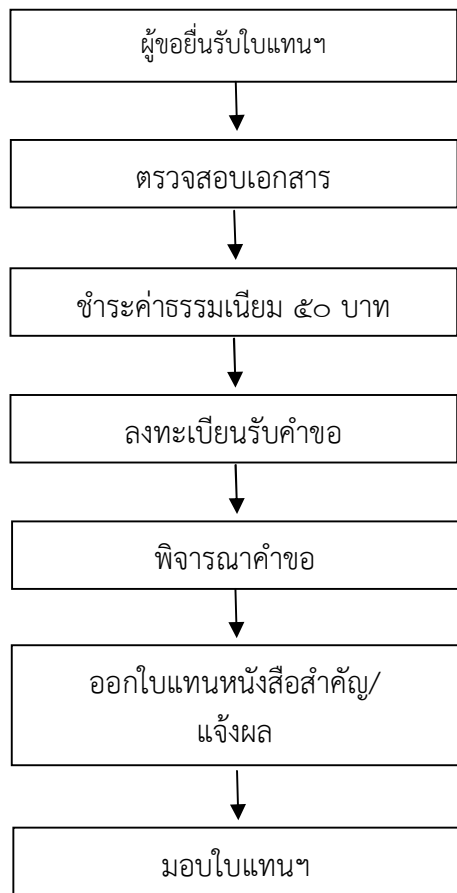 ผู้ขอยื่นรับใบแทนฯ
ตรวจสอบเอกสาร
ชำระค่าธรรมเนียม ๕๐ บาท
ลงทะเบียนรับคำขอ
พิจารณาคำขอ
ออกใบแทนหนังสือสำคัญ/
แจ้งผล
มอบใบแทนฯ